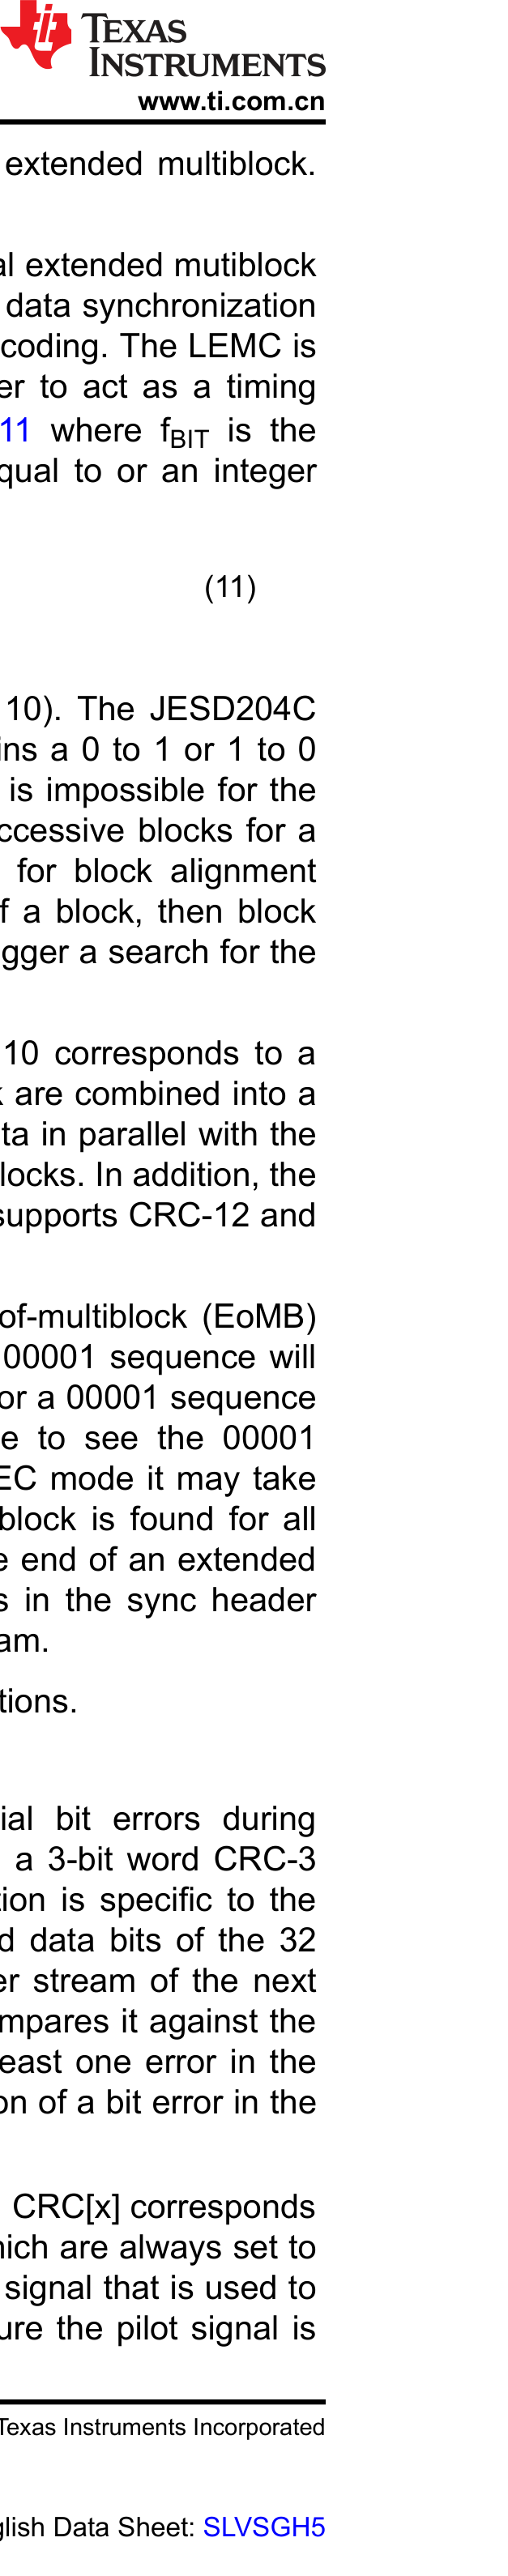 TEXAS
INSTRUMENTS
www.ti.com.cn
extended multiblock.
al extended mutiblock
data synchronization
coding. The LEMC is
er to act as a timing
11 where fBIT is the
qual to or an integer
(11)
10). The JESD204C
ins a 0 to 1 or 1 to 0
is impossible for the
ccessive blocks for a
for block alignment
f a block, then block
gger a search for the
10 corresponds to a
k are combined into a
ta in parallel with the
locks. In addition, the
supports CRC-12 and
of-multiblock (EoMB)
00001 sequence will
or a 00001 sequence
e to see the 00001
EC mode it may take
block is found for all
e end of an extended
s in the sync header
am.
tions.
ial bit errors during
a 3-bit word CRC-3
tion is specific to the
d data bits of the 32
er stream of the next
mpares it against the
east one error in the
on of a bit error in the
CRC[x] corresponds
hich are always set to
signal that is used to
ure the pilot signal is
Texas Instruments Incorporated
glish Data Sheet: SLVSGH5